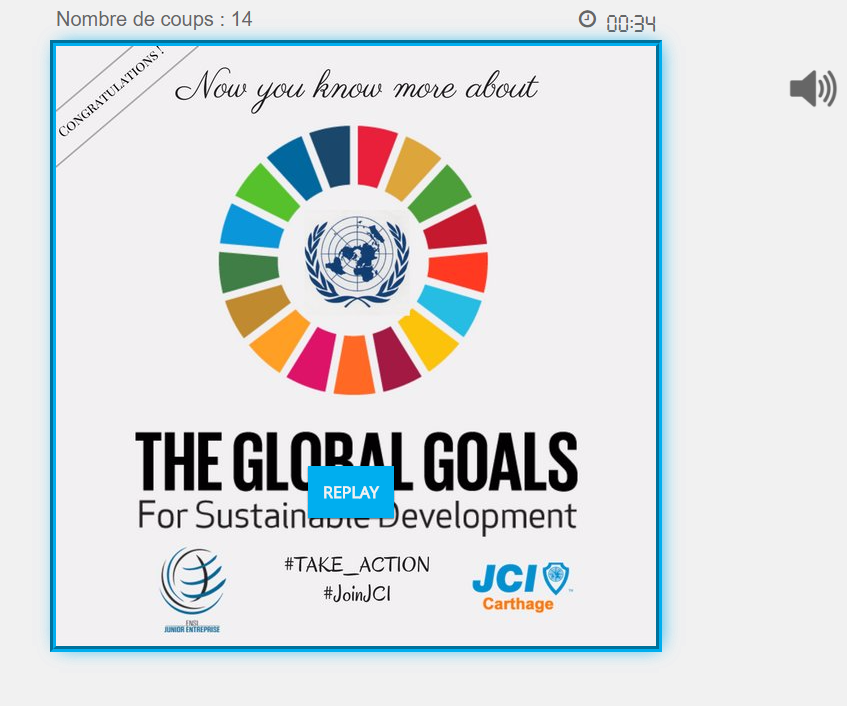 Nombre de coups : 14
00:34
CONGRATULATIONS !
Now you know more about
THE GLOBAL GOALS
REPLAY
For Sustainable Development
#TAKE_ACTION
#JoinJCI
JCI
Carthage
ENSI
JUNIOR ENTREPRISE